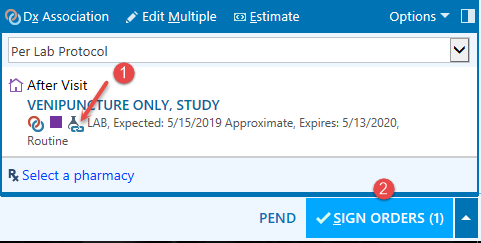 Dx Association Edit Multiple Estimate Options
Per Lab Protocol
1
After Visit
VENIPUNCTURE ONLY, STUDY
LAB, Expected: 5/15/2019 Approximate, Expires: 5/13/2020,
Routine
Rx Select a pharmacy
2
PEND SIGN ORDERS (1)